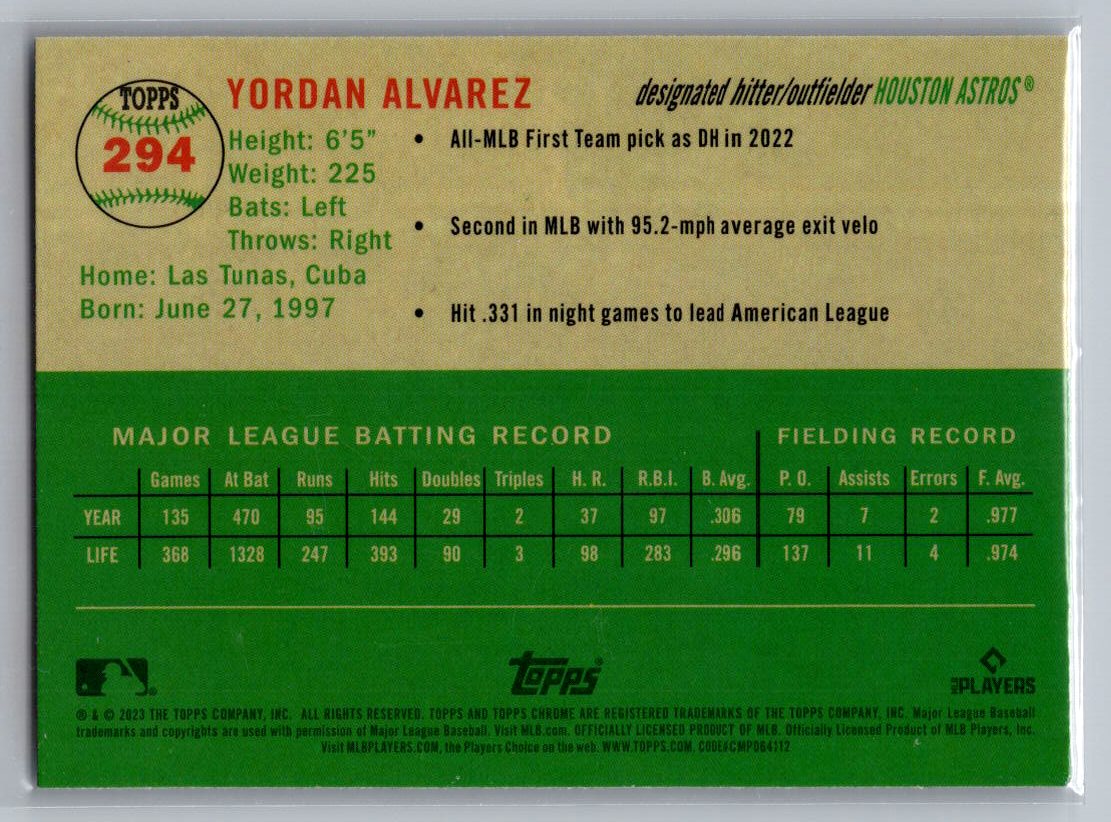 TOPPS
294
YORDAN ALVAREZ
designated hitter/outfielder HOUSTON ASTROS®
Height: 6'5"
Weight: 225
Bats: Left
Throws: Right
Home: Las Tunas, Cuba
Born: June 27, 1997
• All-MLB First Team pick as DH in 2022
• Second in MLB with 95.2-mph average exit velo
• Hit .331 in night games to lead American League
MAJOR LEAGUE BATTING RECORD FIELDING RECORD
Games At Bat Runs Hits Doubles Triples H. R. R.B.I. B. Avg. P. O. Assists Errors F. Avg.
YEAR 135 470 95 144 29 2 37 97 .306 79 7 2 .977
LIFE 368 1328 247 393 90 3 98 283 .296 137 11 4 .974
topps®
MLB PLAYERS
® & © 2023 THE TOPPS COMPANY, INC. ALL RIGHTS RESERVED. TOPPS AND TOPPS CHROME ARE REGISTERED TRADEMARKS OF THE TOPPS COMPANY, INC. Major League Baseball
trademarks and copyrights are used with permission of Major League Baseball. Visit MLB.com. OFFICIALLY LICENSED PRODUCT OF MLB. Officially Licensed Product of MLB Players, Inc.
Visit MLBPLAYERS.COM, the Players Choice on the web. WWW.TOPPS.COM. CODE#CMP064112